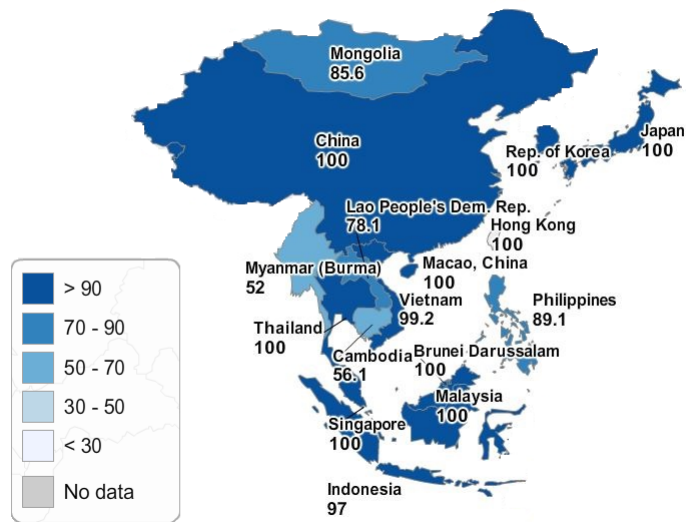 Mongolia
85.6
China
100
Japan
100
Rep. of Korea
100
Lao People's Dem. Rep.
78.1
Hong Kong
100
Myanmar (Burma)
52
Macao, China
100
Vietnam
99.2
Philippines
89.1
Thailand
100
Cambodia
56.1
Brunei Darussalam
100
Malaysia
100
Singapore
100
Indonesia
97
> 90
70 - 90
50 - 70
30 - 50
< 30
No data